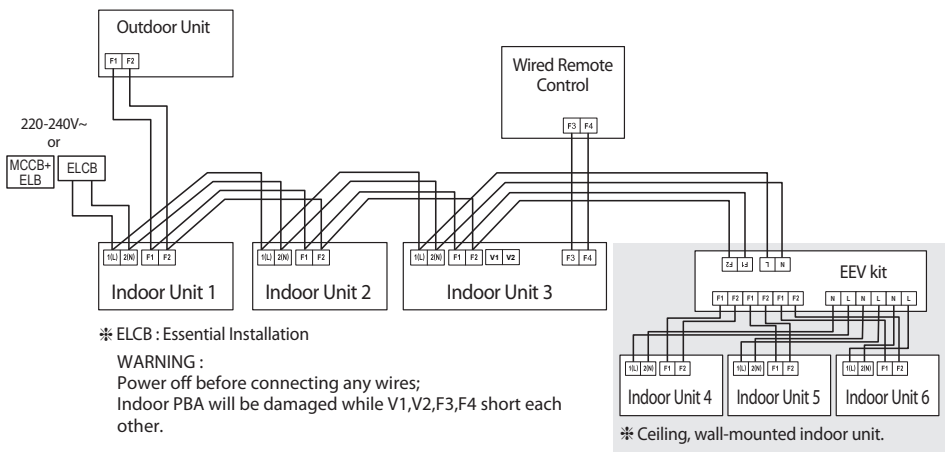 Outdoor Unit
F1 F2
Wired Remote
Control
F3 F4
220-240V~
or
MCCB+
ELB
ELCB
1(L) 2(N) F1 F2
Indoor Unit 1
1(L) 2(N) F1 F2
Indoor Unit 2
1(L) 2(N) F1 F2 V1 V2 F3 F4
Indoor Unit 3
F2 F1 L N
EEV kit
F1 F2 F1 F2 F1 F2 N L N L N L
1(L) 2(N) F1 F2
Indoor Unit 4
1(L) 2(N) F1 F2
Indoor Unit 5
1(L) 2(N) F1 F2
Indoor Unit 6
※ Ceiling, wall-mounted indoor unit.
※ ELCB : Essential Installation
WARNING :
Power off before connecting any wires;
Indoor PBA will be damaged while V1,V2,F3,F4 short each
other.